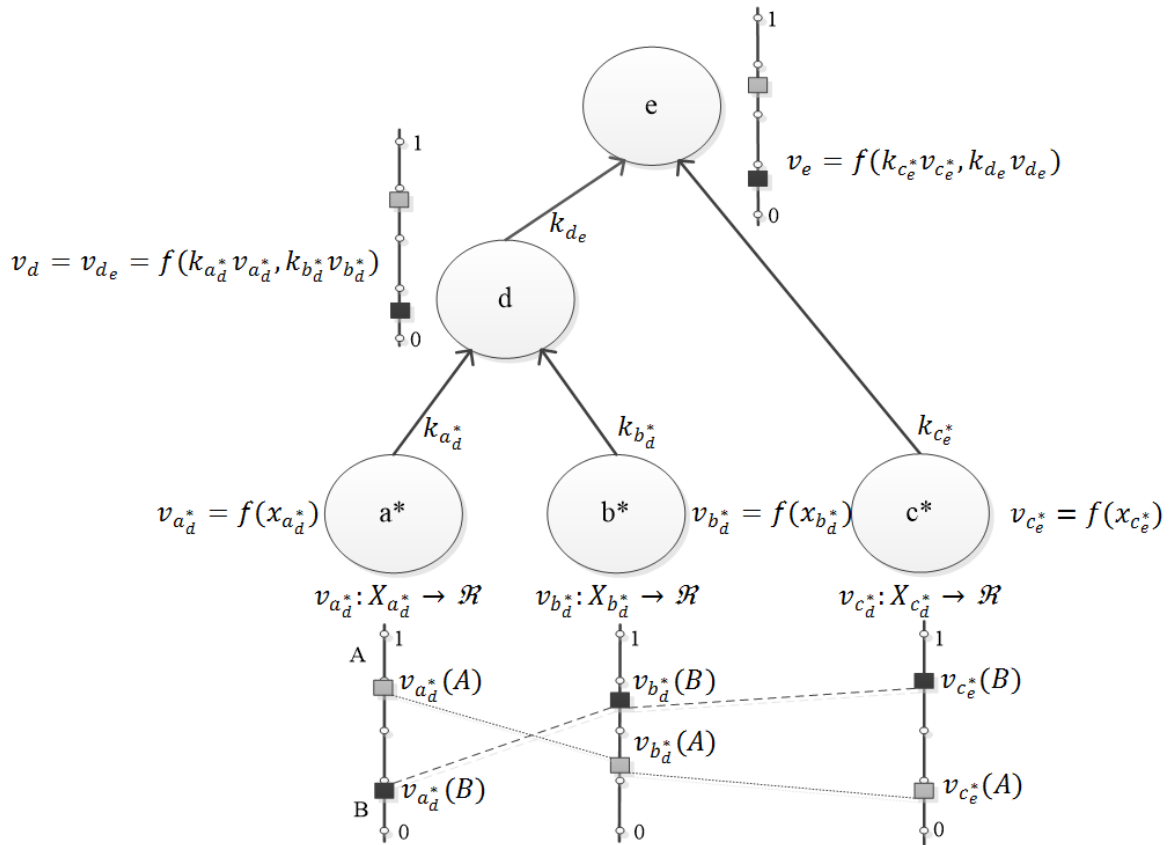 1
e
v_e = f(k_{c_e^*}v_{c_e^*}, k_{d_e}v_{d_e})
0
1
k_{d_e}
v_d = v_{d_e} = f(k_{a_d^*}v_{a_d^*}, k_{b_d^*}v_{b_d^*})
d
0
k_{a_d^*}
k_{b_d^*}
k_{c_e^*}
v_{a_d^*} = f(x_{a_d^*})
a*
b*
v_{b_d^*} = f(x_{b_d^*})
c*
v_{c_e^*} = f(x_{c_e^*})
v_{a_d^*}: X_{a_d^*} → ℜ
v_{b_d^*}: X_{b_d^*} → ℜ
v_{c_d^*}: X_{c_d^*} → ℜ
1
1
1
A
v_{a_d^*}(A)
v_{b_d^*}(B)
v_{c_e^*}(B)
v_{b_d^*}(A)
v_{a_d^*}(B)
v_{c_e^*}(A)
B
0
0
0